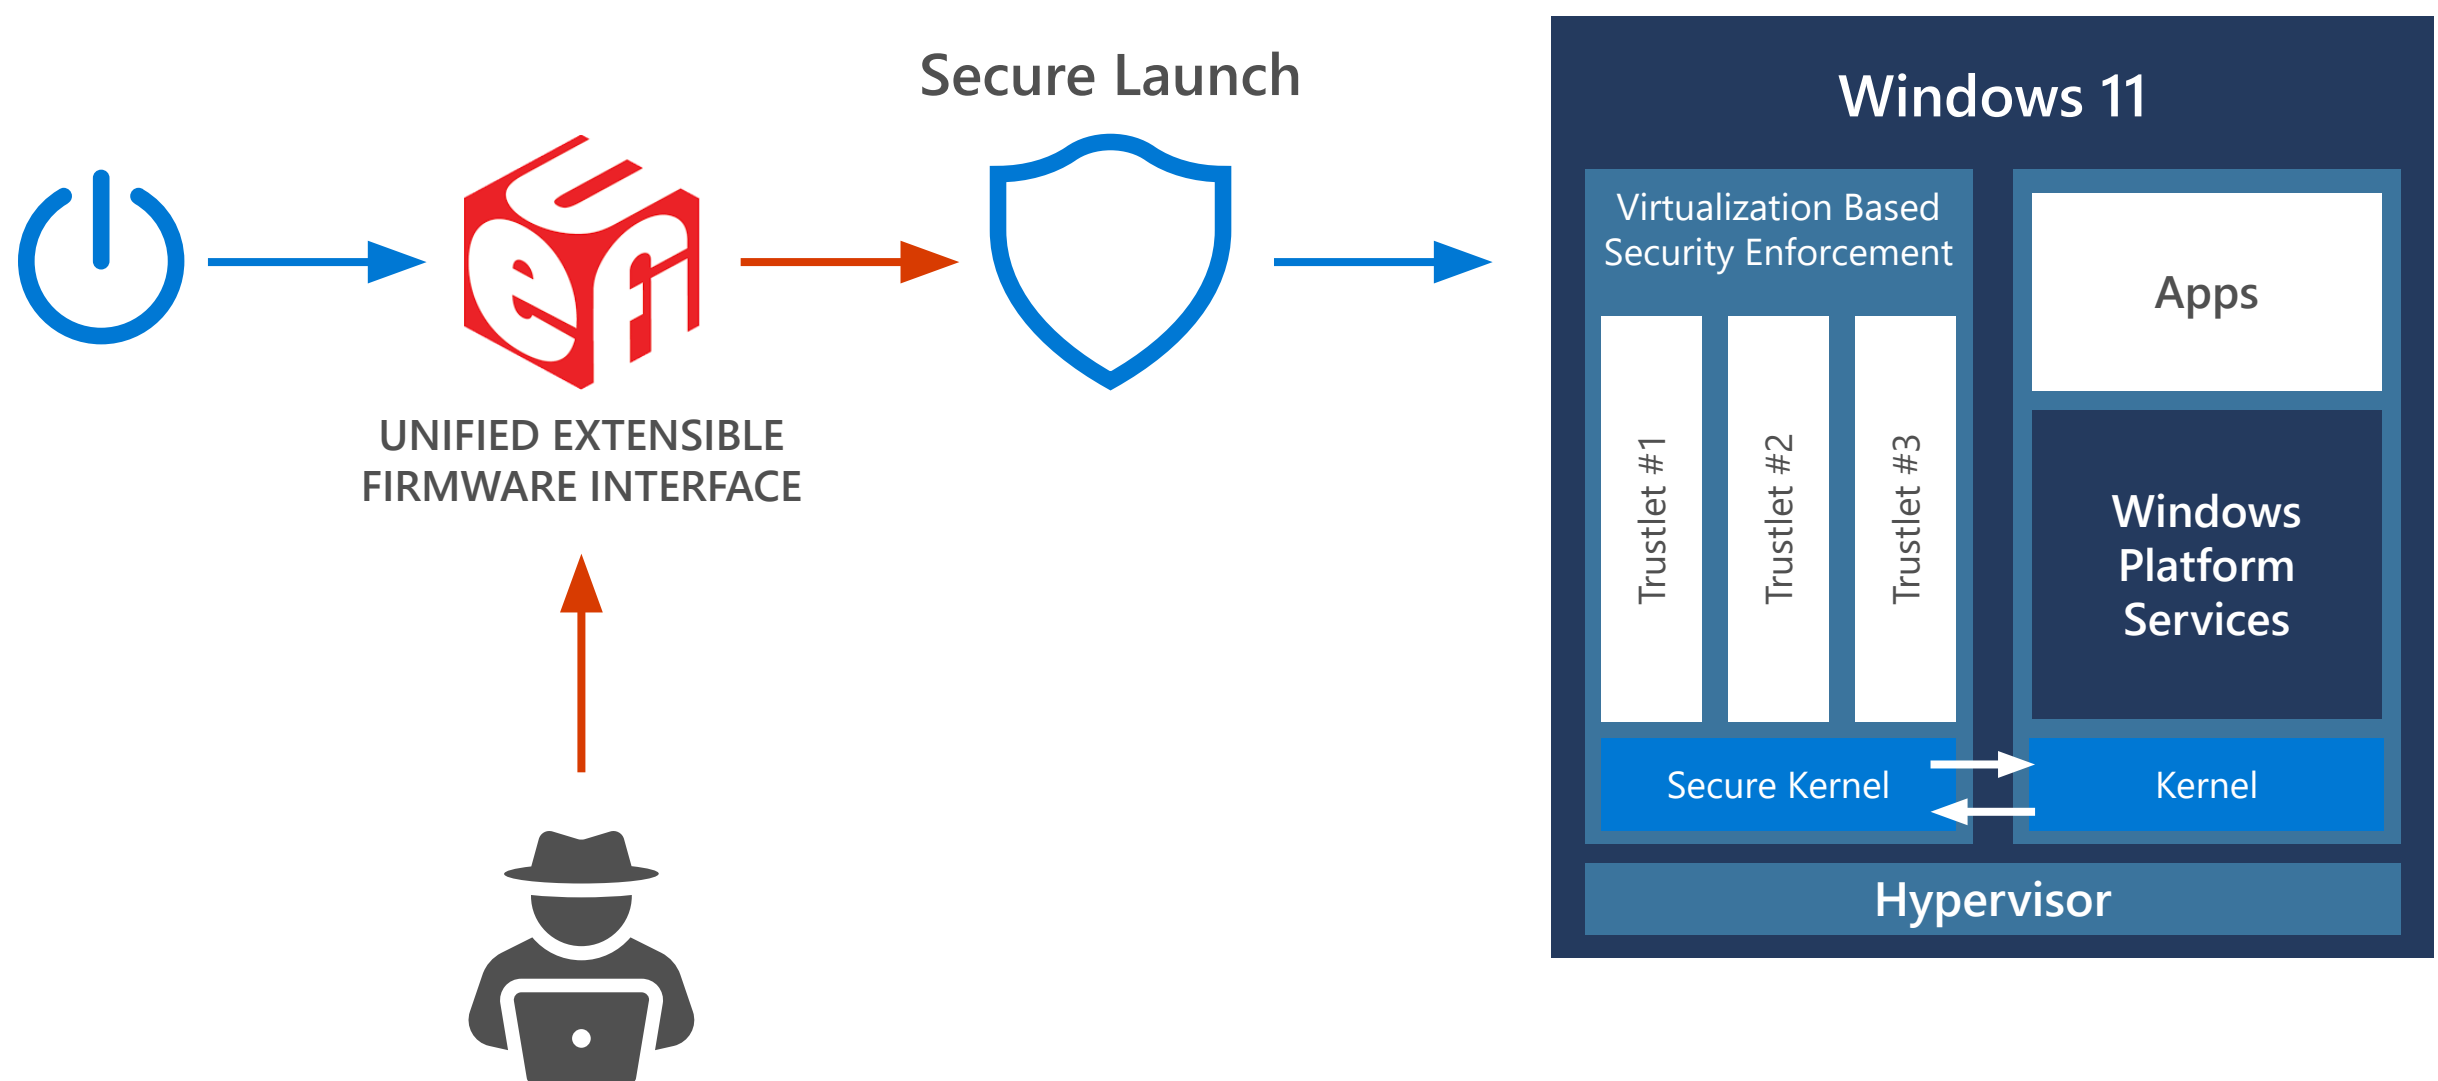 Secure Launch
UEFI
UNIFIED EXTENSIBLE
FIRMWARE INTERFACE
Windows 11
Virtualization Based
Security Enforcement
Trustlet #1
Trustlet #2
Trustlet #3
Secure Kernel
Apps
Windows
Platform
Services
Kernel
Hypervisor